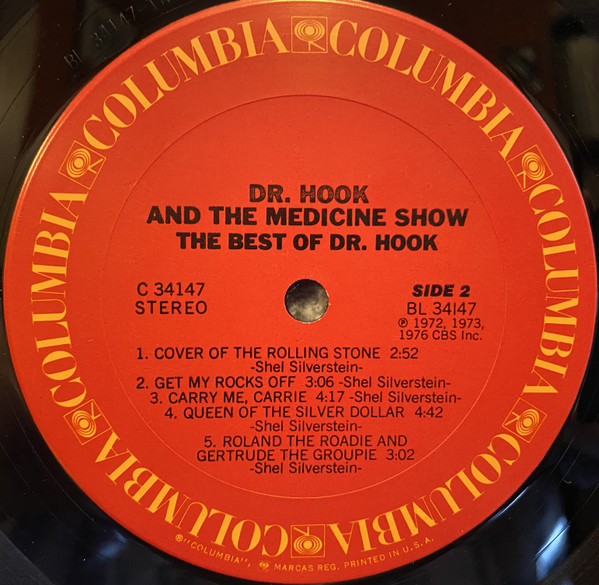 COLUMBIA COLUMBIA COLUMBIA COLUMBIA COLUMBIA COLUMBIA
DR. HOOK
AND THE MEDICINE SHOW
THE BEST OF DR. HOOK
C 34147
STEREO
SIDE 2
BL 34147
℗ 1972, 1973,
1976 CBS Inc.
1. COVER OF THE ROLLING STONE 2:52
-Shel Silverstein-
2. GET MY ROCKS OFF 3:06 -Shel Silverstein-
3. CARRY ME, CARRIE 4:17 -Shel Silverstein-
4. QUEEN OF THE SILVER DOLLAR 4:42
-Shel Silverstein-
5. ROLAND THE ROADIE AND
GERTRUDE THE GROUPIE 3:02
-Shel Silverstein-
®"COLUMBIA", MARCAS REG. PRINTED IN U.S.A.